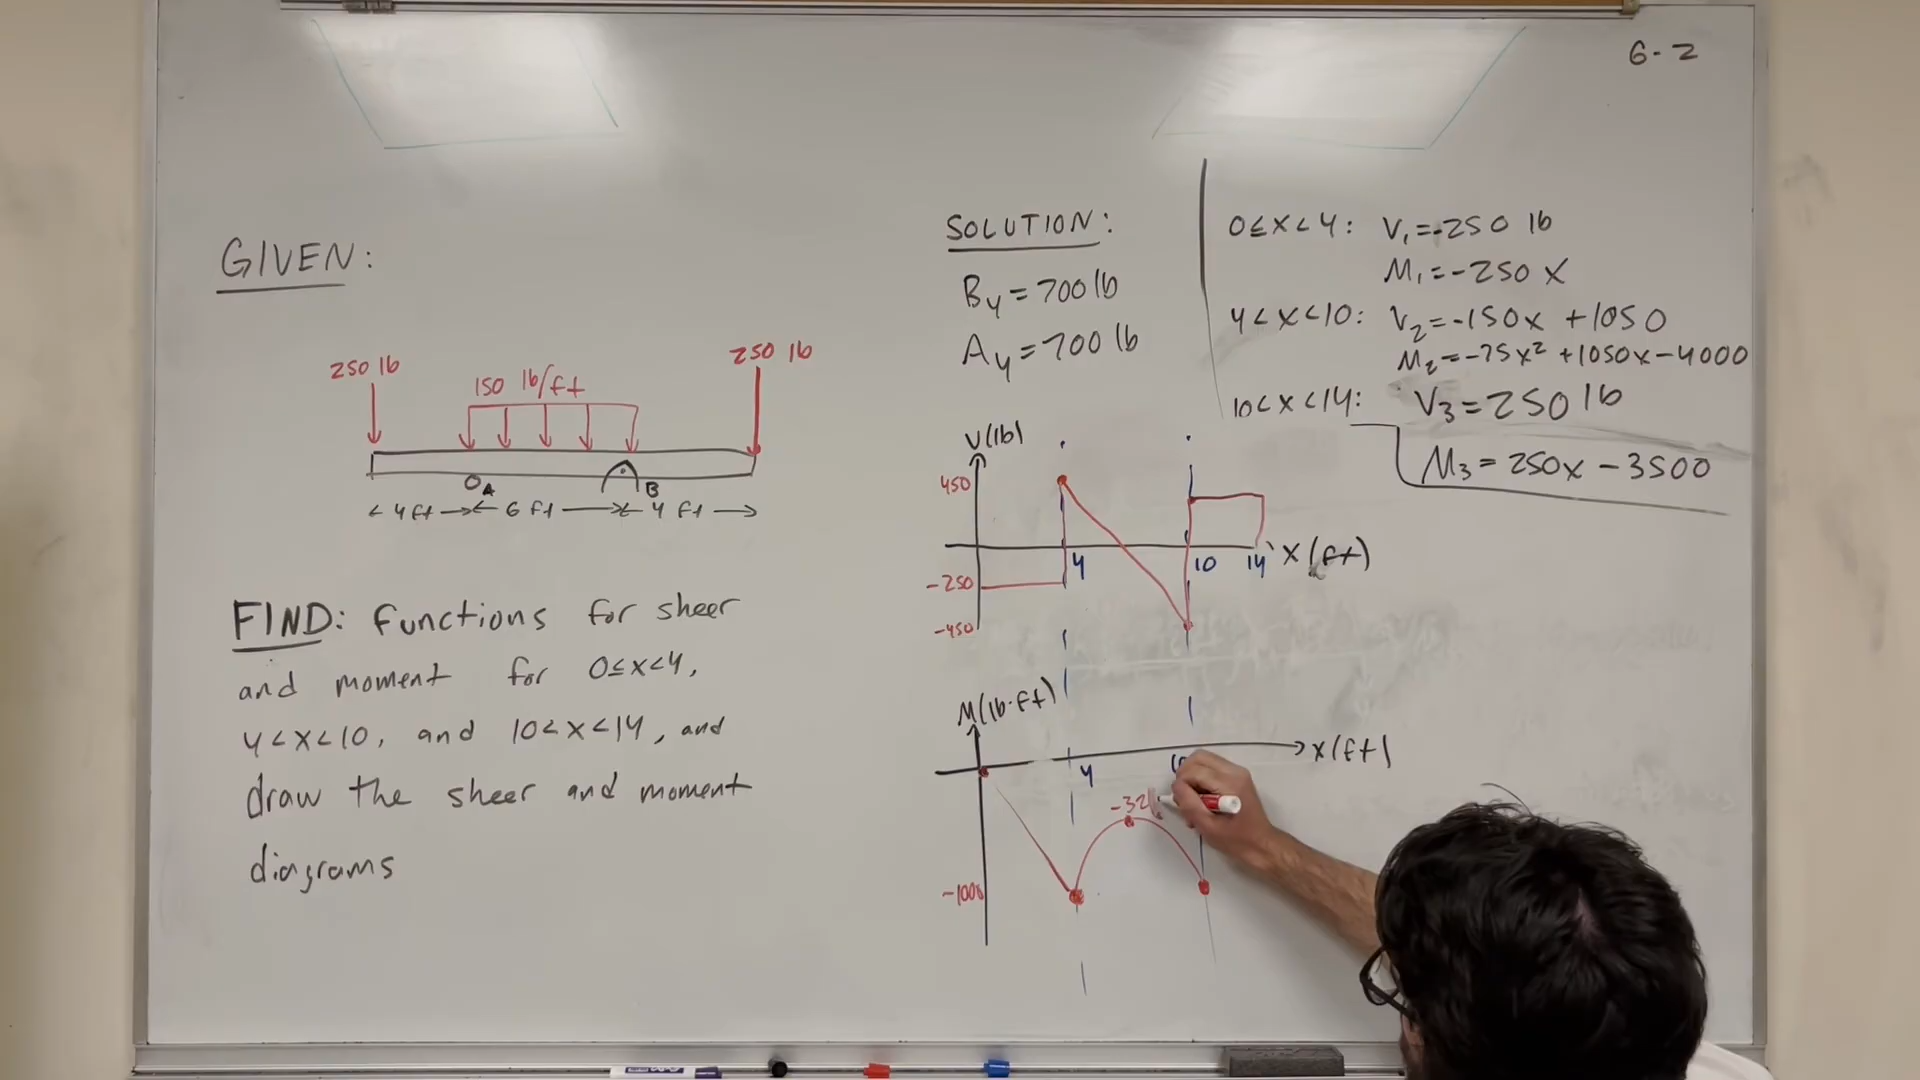 6-2
GIVEN:
250 lb
150 lb/ft
250 lb
A
B
4 ft
6 ft
4 ft
FIND: functions for sheer
and moment for 0≤x<4,
4<x<10, and 10<x<14, and
draw the sheer and moment
diagrams
SOLUTION:
By=700 lb
Ay=700 lb
0≤x<4: V₁=-250 lb
M₁=-250x
4<x<10: V₂=-150x+1050
M₂=-75x²+1050x-4000
10<x<14: V₃=250 lb
M₃=250x-3500
V(lb)
450
-250
-450
4
10
14
x(ft)
M(lb·ft)
4
x(ft)
-1000